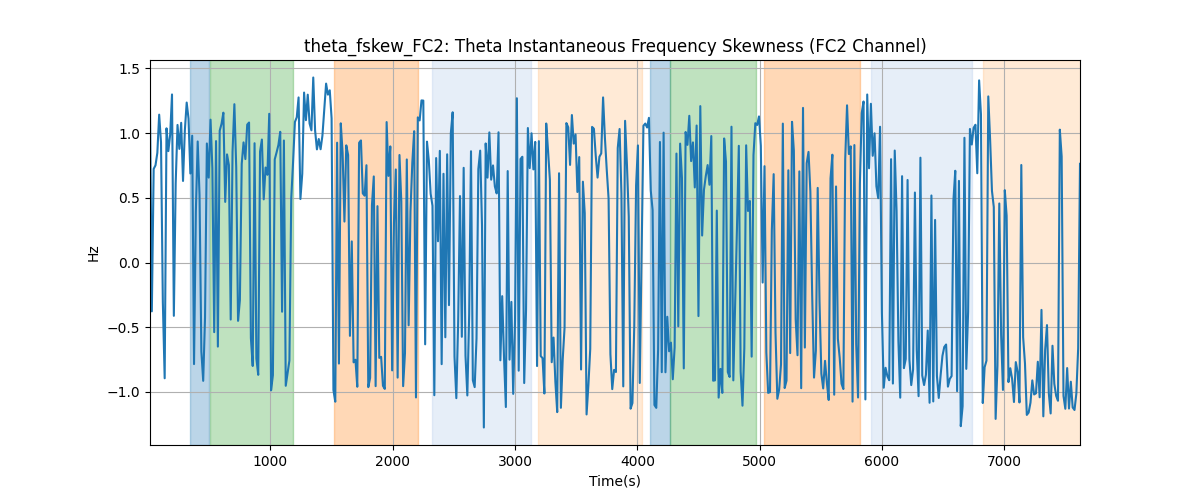 theta_fskew_FC2: Theta Instantaneous Frequency Skewness (FC2 Channel)
1.5
1.0
0.5
0.0
−0.5
−1.0
Hz
1000 2000 3000 4000 5000 6000 7000
Time(s)